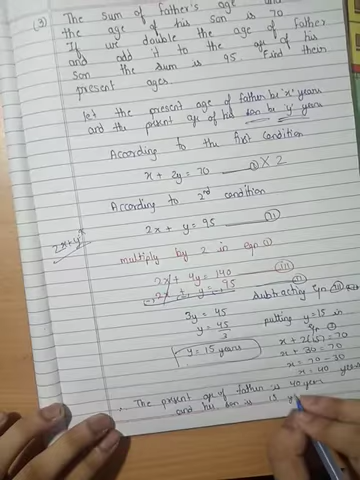 (3) The sum of father's age and
the age of his son is 70
If we double the age of Father
and add it to the age of his
son the sum is 95. Find their
present ages.
let the present age of father be 'x' years
and the present age of his son be 'y' years
According to the first condition
x + 2y = 70 —— (i) × 2
According to 2nd condition
2x + y = 95 —— (ii)
2x+y
multiply by 2 in eqn (i)
2x + 4y = 140 —— (iii)
2x + y = 95 —— (ii)
Subtracting eqn (iii)
3y = 45
y = 45/3
y = 15 years
putting y = 15 in
eqn (i)
x + 2(15) = 70
x + 30 = 70
x = 70 - 30
x = 40 years
The present age of father is 40 year
and his son is 15 y